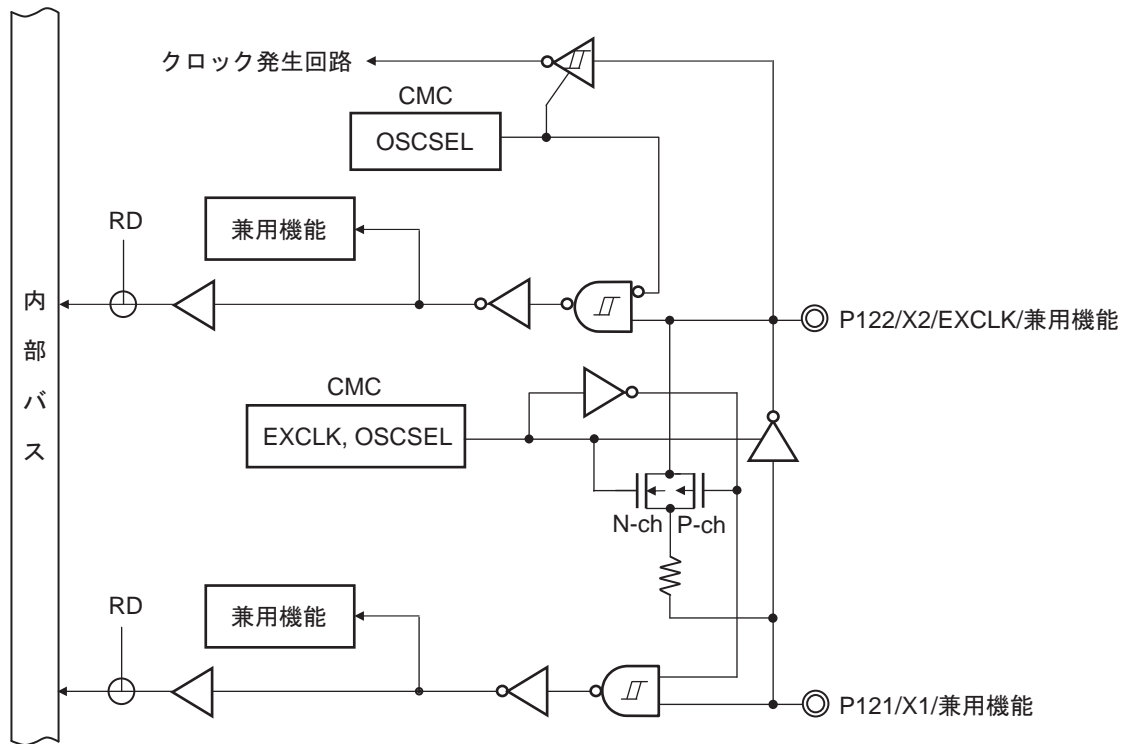 クロック発生回路
CMC
OSCSEL
RD
兼用機能
内部バス
P122/X2/EXCLK/兼用機能
CMC
EXCLK, OSCSEL
N-ch
P-ch
RD
兼用機能
P121/X1/兼用機能